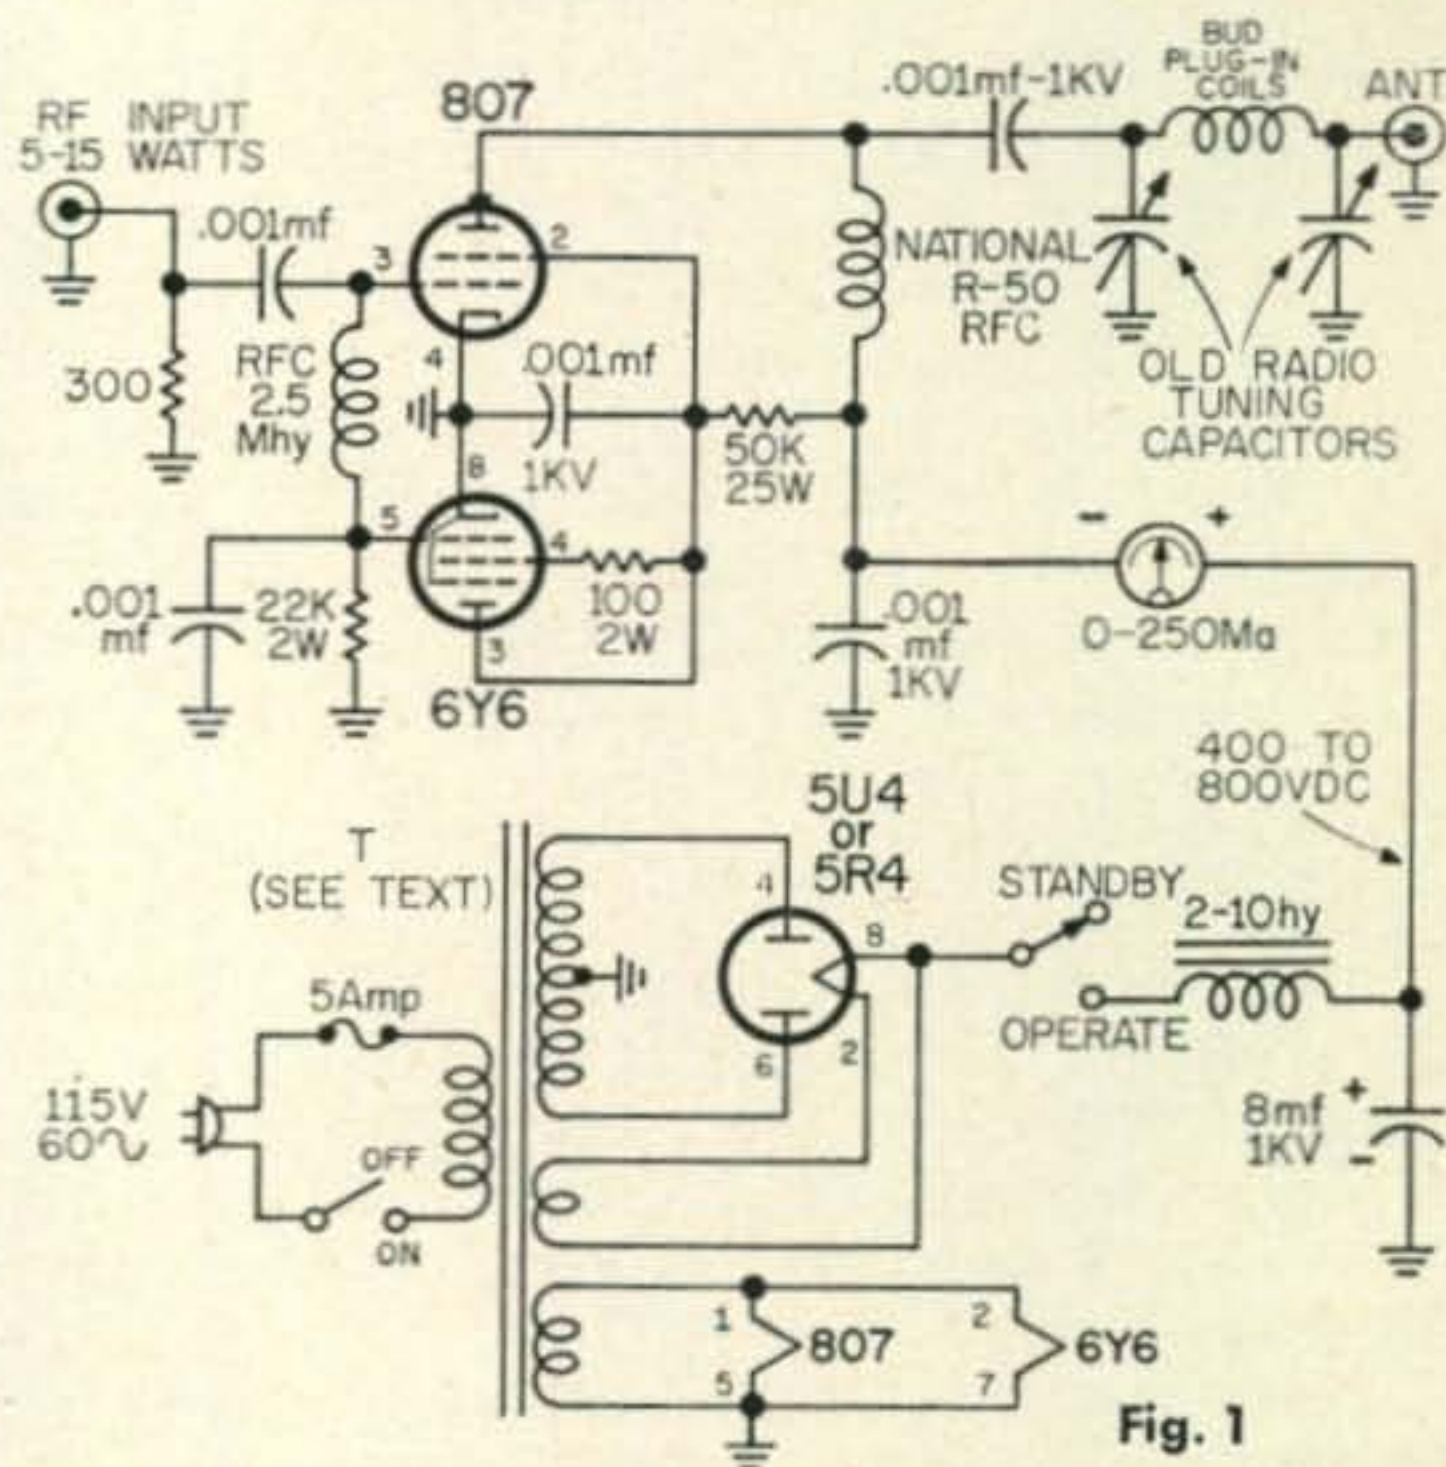 RF INPUT
5-15 WATTS
.001mf
300
RFC
2.5
Mhy
807
3
2
4
.001mf
1KV
8
5
4
100
2W
3
6Y6
.001
mf
22K
2W
50K
25W
.001mf-1KV
BUD
PLUG-IN
COILS
ANT.
NATIONAL
R-50
RFC
OLD RADIO
TUNING
CAPACITORS
- +
0-250Ma
.001
mf
1KV
400 TO
800VDC
T
(SEE TEXT)
5U4
or
5R4
4
8
6
2
STANDBY
OPERATE
2-10hy
5Amp
115V
60~
OFF
ON
8mf
1KV
+
-
1
807
5
2
6Y6
7
Fig. 1